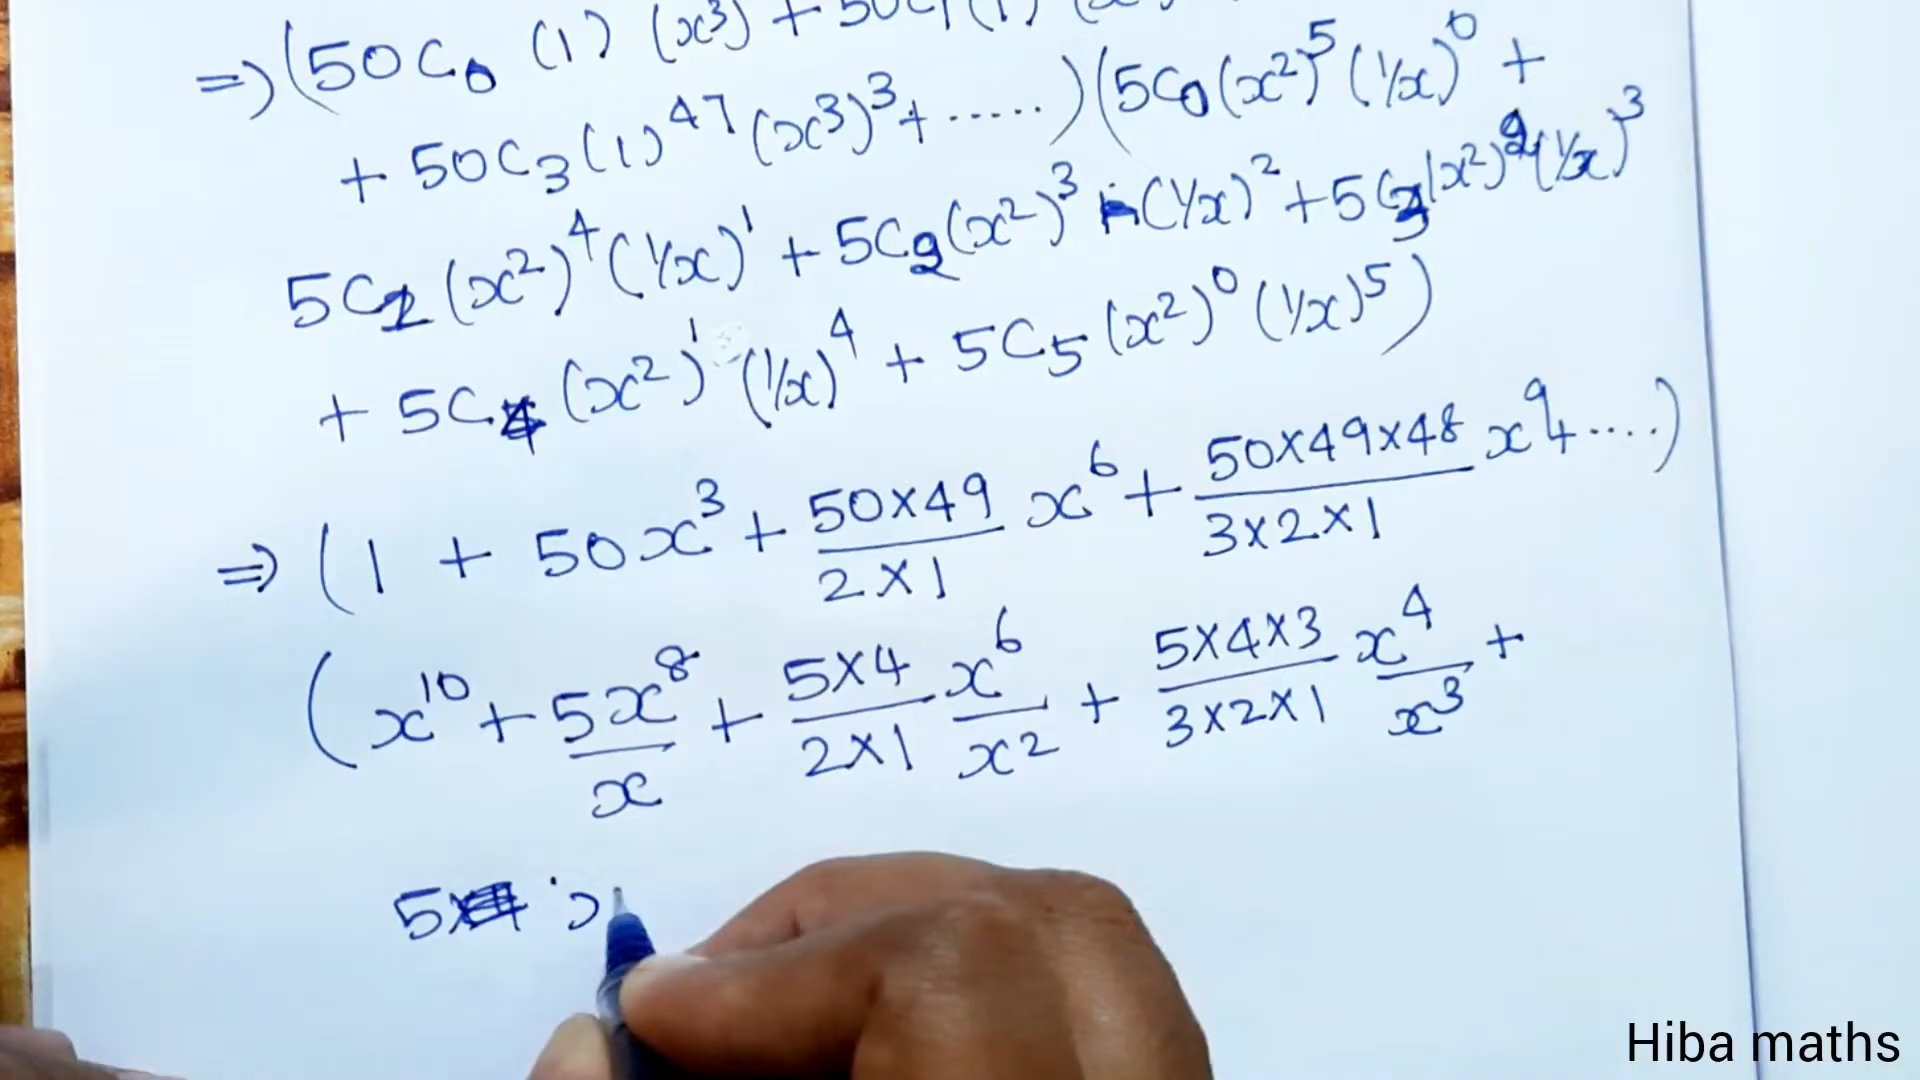 => (50C₀ (1) (x³) + 50C₁(1)
+ 50C₃(1)⁴⁷(x³)³ + ......) (5C₀(x²)⁵(1/x)⁰ +
5C₁(x²)⁴(1/x)¹ + 5C₂(x²)³(1/x)² + 5C₃(x²)²(1/x)³
+ 5C₄(x²)¹(1/x)⁴ + 5C₅(x²)⁰(1/x)⁵)
=> (1 + 50x³ + 50×49/2×1 x⁶ + 50×49×48/3×2×1 x⁹+....)
(x¹⁰ + 5x⁸/x + 5×4/2×1 x⁶/x² + 5×4×3/3×2×1 x⁴/x³ +
5
Hiba maths